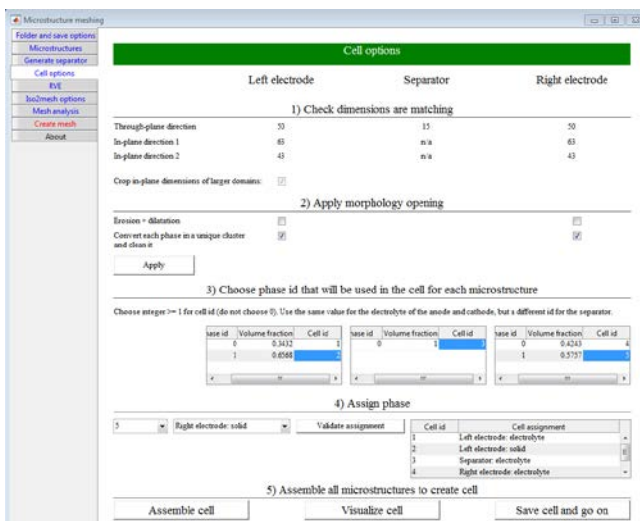 Microstructure meshing
Folder and save options
Microstructures
Generate separator
Cell options
RVE
Iso2mesh options
Mesh analysis
Create mesh
About
Cell options
Left electrode Separator Right electrode
1) Check dimensions are matching
Through-plane direction 53 15 50
In-plane direction 1 63 n/a 63
In-plane direction 2 43 n/a 43
Crop in-plane dimensions of larger domains:
2) Apply morphology opening
Erosion + dilatation
Convert each phase in a unique cluster
and clean it
Apply
3) Choose phase id that will be used in the cell for each microstructure
Choose integer >= 1 for cell id (do not choose 0). Use the same value for the electrolyte of the anode and cathode, but a different id for the separator.
hase id Volume fraction Cell id hase id Volume fraction Cell id hase id Volume fraction Cell id
0 0.3432 1 0 1 3 0 0.4243 4
1 0.6568 2 1 0.5757 5
4) Assign phase
5 Right electrode: solid Validate assignment Cell id Cell assignment
1 Left electrode: electrolyte
2 Left electrode: solid
3 Separator: electrolyte
4 Right electrode: electrolyte
5) Assemble all microstructures to create cell
Assemble cell Visualize cell Save cell and go on